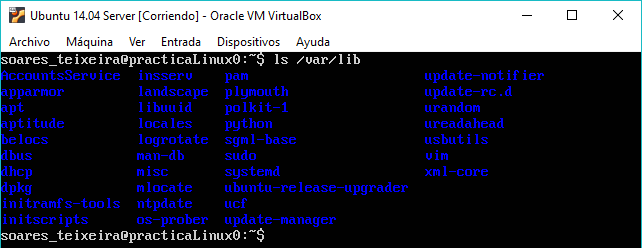 Ubuntu 14.04 Server [Corriendo] - Oracle VM VirtualBox
Archivo Máquina Ver Entrada Dispositivos Ayuda
soares_teixeira@practicaLinux0:~$ ls /var/lib
AccountsService insserv pam update-notifier
apparmor landscape plymouth update-rc.d
apt libuuid polkit-1 urandom
aptitude locales python ureadahead
belocs logrotate sgml-base usbutils
dbus man-db sudo vim
dhcp misc systemd xml-core
dpkg mlocate ubuntu-release-upgrader
initramfs-tools ntpdate ucf
initscripts os-prober update-manager
soares_teixeira@practicaLinux0:~$